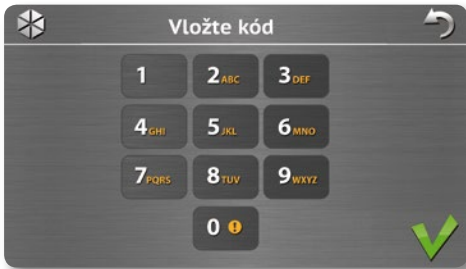 Vložte kód
1 2ABC 3DEF
4GHI 5JKL 6MNO
7PQRS 8TUV 9WXYZ
0 !